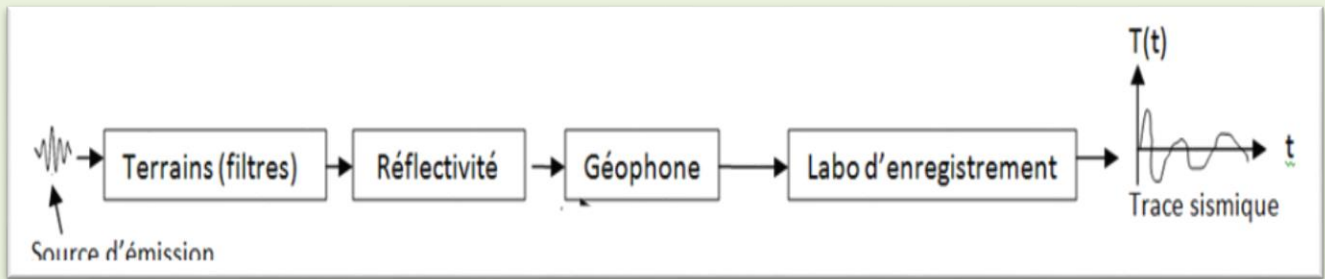 T(t)
Terrains (filtres) Réflectivité Géophone Labo d'enregistrement t
Trace sismique
Source d'émission